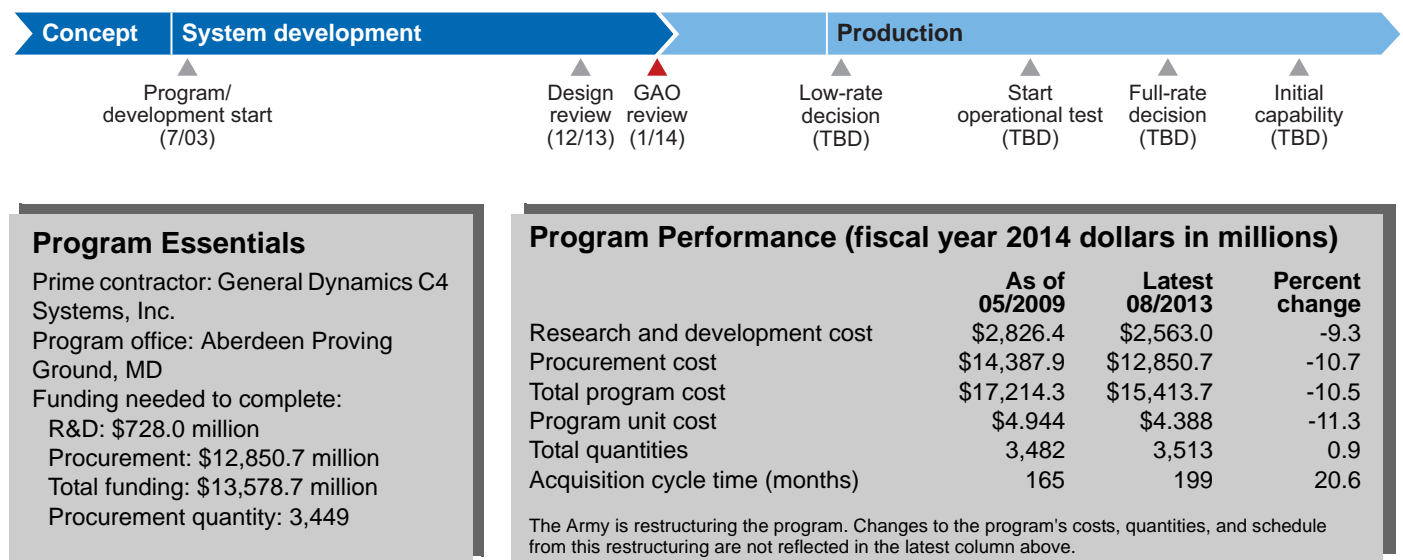 Concept System development Production
Program/ development start (7/03)
Design review (12/13)
GAO review (1/14)
Low-rate decision (TBD)
Start operational test (TBD)
Full-rate decision (TBD)
Initial capability (TBD)
Program Essentials
Prime contractor: General Dynamics C4
Systems, Inc.
Program office: Aberdeen Proving
Ground, MD
Funding needed to complete:
R&D: $728.0 million
Procurement: $12,850.7 million
Total funding: $13,578.7 million
Procurement quantity: 3,449
Program Performance (fiscal year 2014 dollars in millions)
As of 05/2009 Latest 08/2013 Percent change
Research and development cost $2,826.4 $2,563.0 -9.3
Procurement cost $14,387.9 $12,850.7 -10.7
Total program cost $17,214.3 $15,413.7 -10.5
Program unit cost $4.944 $4.388 -11.3
Total quantities 3,482 3,513 0.9
Acquisition cycle time (months) 165 199 20.6
The Army is restructuring the program. Changes to the program's costs, quantities, and schedule
from this restructuring are not reflected in the latest column above.